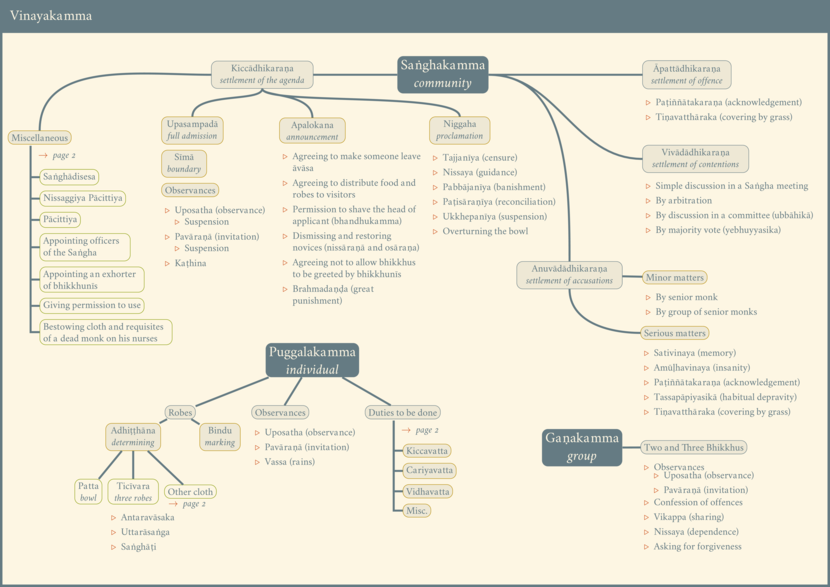 Vinayakamma
Saṅghakamma
community
Kiccādhikaraṇa
settlement of the agenda
Miscellaneous
→ page 2
Saṅghādisesa
Nissaggiya Pācittiya
Pācittiya
Appointing officers
of the Saṅgha
Appointing an exhorter
of bhikkhunīs
Giving permission to use
Bestowing cloth and requisites
of a dead monk on his nurses
Upasampadā
full admission
Sīmā
boundary
Observances
▹ Uposatha (observance)
▹ Suspension
▹ Pavāraṇā (invitation)
▹ Suspension
▹ Kaṭhina
Apalokana
announcement
▹ Agreeing to make someone leave
āvāsa
▹ Agreeing to distribute food and
robes to visitors
▹ Permission to shave the head of
applicant (bhandhukamma)
▹ Dismissing and restoring
novices (nissāraṇā and osāraṇa)
▹ Agreeing not to allow bhikkhus
to be greeted by bhikkhunīs
▹ Brahmadaṇḍa (great
punishment)
Niggaha
proclamation
▹ Tajjanīya (censure)
▹ Nissaya (guidance)
▹ Pabbājanīya (banishment)
▹ Paṭisāraṇīya (reconciliation)
▹ Ukkhepanīya (suspension)
▹ Overturning the bowl
Āpattādhikaraṇa
settlement of offence
▹ Paṭiññātakaraṇa (acknowledgement)
▹ Tiṇavatthāraka (covering by grass)
Vivādādhikaraṇa
settlement of contentions
▹ Simple discussion in a Saṅgha meeting
▹ By arbitration
▹ By discussion in a committee (ubbāhikā)
▹ By majority vote (yebhuyyasika)
Anuvādādhikaraṇa
settlement of accusations
Minor matters
▹ By senior monk
▹ By group of senior monks
Serious matters
▹ Sativinaya (memory)
▹ Amūḷhavinaya (insanity)
▹ Paṭiññātakaraṇa (acknowledgement)
▹ Tassapāpiyasikā (habitual depravity)
▹ Tiṇavatthāraka (covering by grass)
Puggalakamma
individual
Robes
Adhiṭṭhāna
determining
Bindu
marking
Patta
bowl
Ticīvara
three robes
Other cloth
→ page 2
▹ Antaravāsaka
▹ Uttarāsaṅga
▹ Saṅghāṭi
Observances
▹ Uposatha (observance)
▹ Pavāraṇā (invitation)
▹ Vassa (rains)
Duties to be done
→ page 2
Kiccavatta
Cariyavatta
Vidhavatta
Misc.
Gaṇakamma
group
Two and Three Bhikkhus
▹ Observances
▹ Uposatha (observance)
▹ Pavāraṇā (invitation)
▹ Confession of offences
▹ Vikappa (sharing)
▹ Nissaya (dependence)
▹ Asking for forgiveness